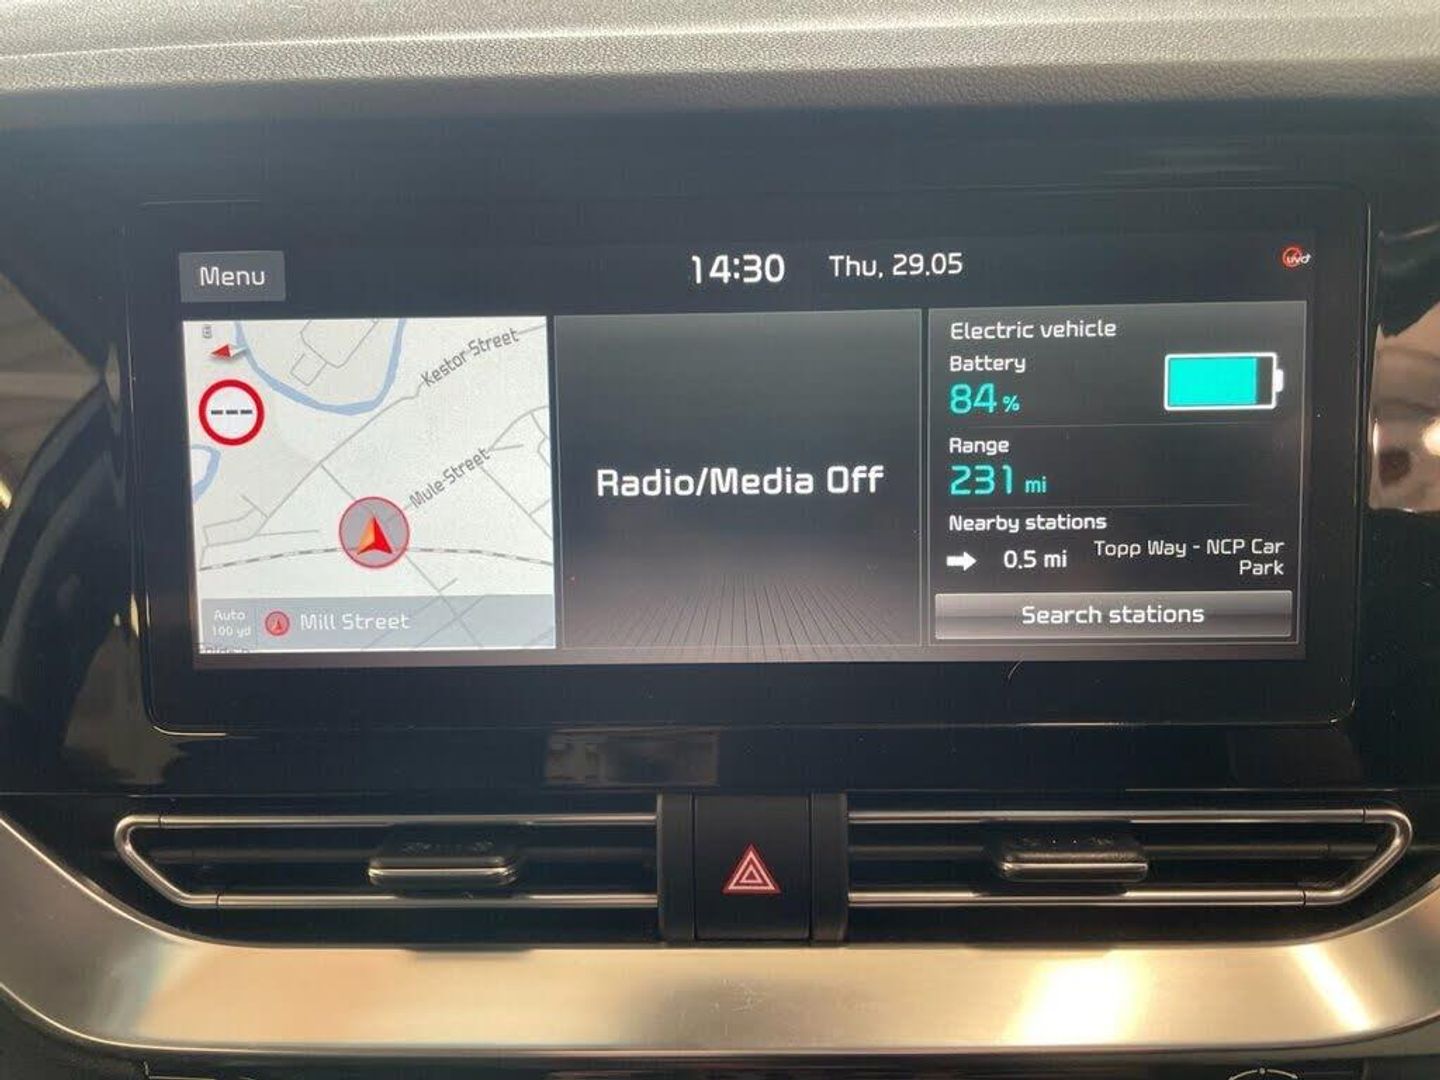 Menu
14:30 Thu, 29.05
UVO
Kestor Street
Mule Street
Auto
100 yd
Mill Street
Radio/Media Off
Electric vehicle
Battery
84 %
Range
231 mi
Nearby stations
0.5 mi Topp Way - NCP Car
Park
Search stations